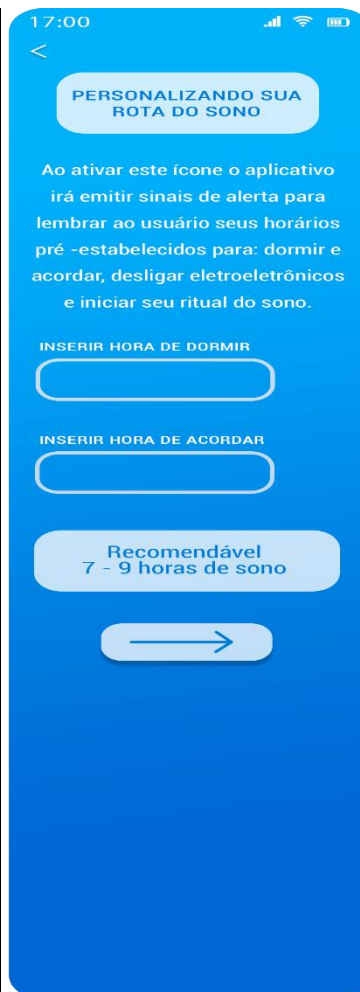 17:00
<
PERSONALIZANDO SUA
ROTA DO SONO
Ao ativar este ícone o aplicativo
irá emitir sinais de alerta para
lembrar ao usuário seus horários
pré -estabelecidos para: dormir e
acordar, desligar eletroeletrônicos
e iniciar seu ritual do sono.
INSERIR HORA DE DORMIR
INSERIR HORA DE ACORDAR
Recomendável
7 - 9 horas de sono